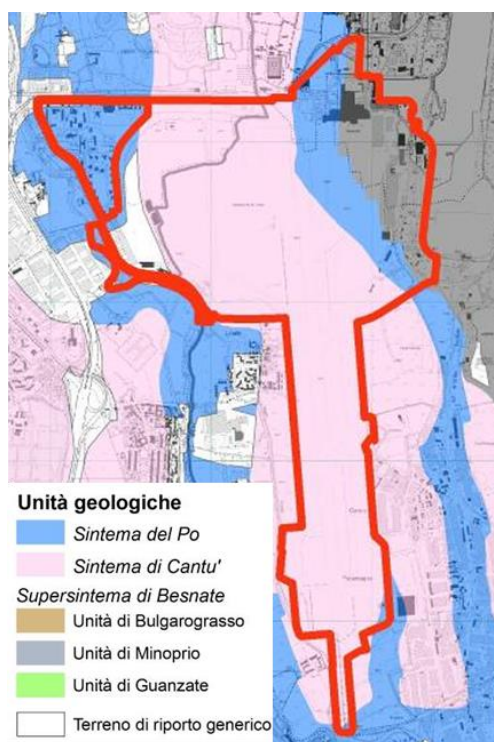 Unità geologiche
Sintema del Po
Sintema di Cantu'
Supersintema di Besnate
Unità di Bulgarograsso
Unità di Minoprio
Unità di Guanzate
Terreno di riporto generico